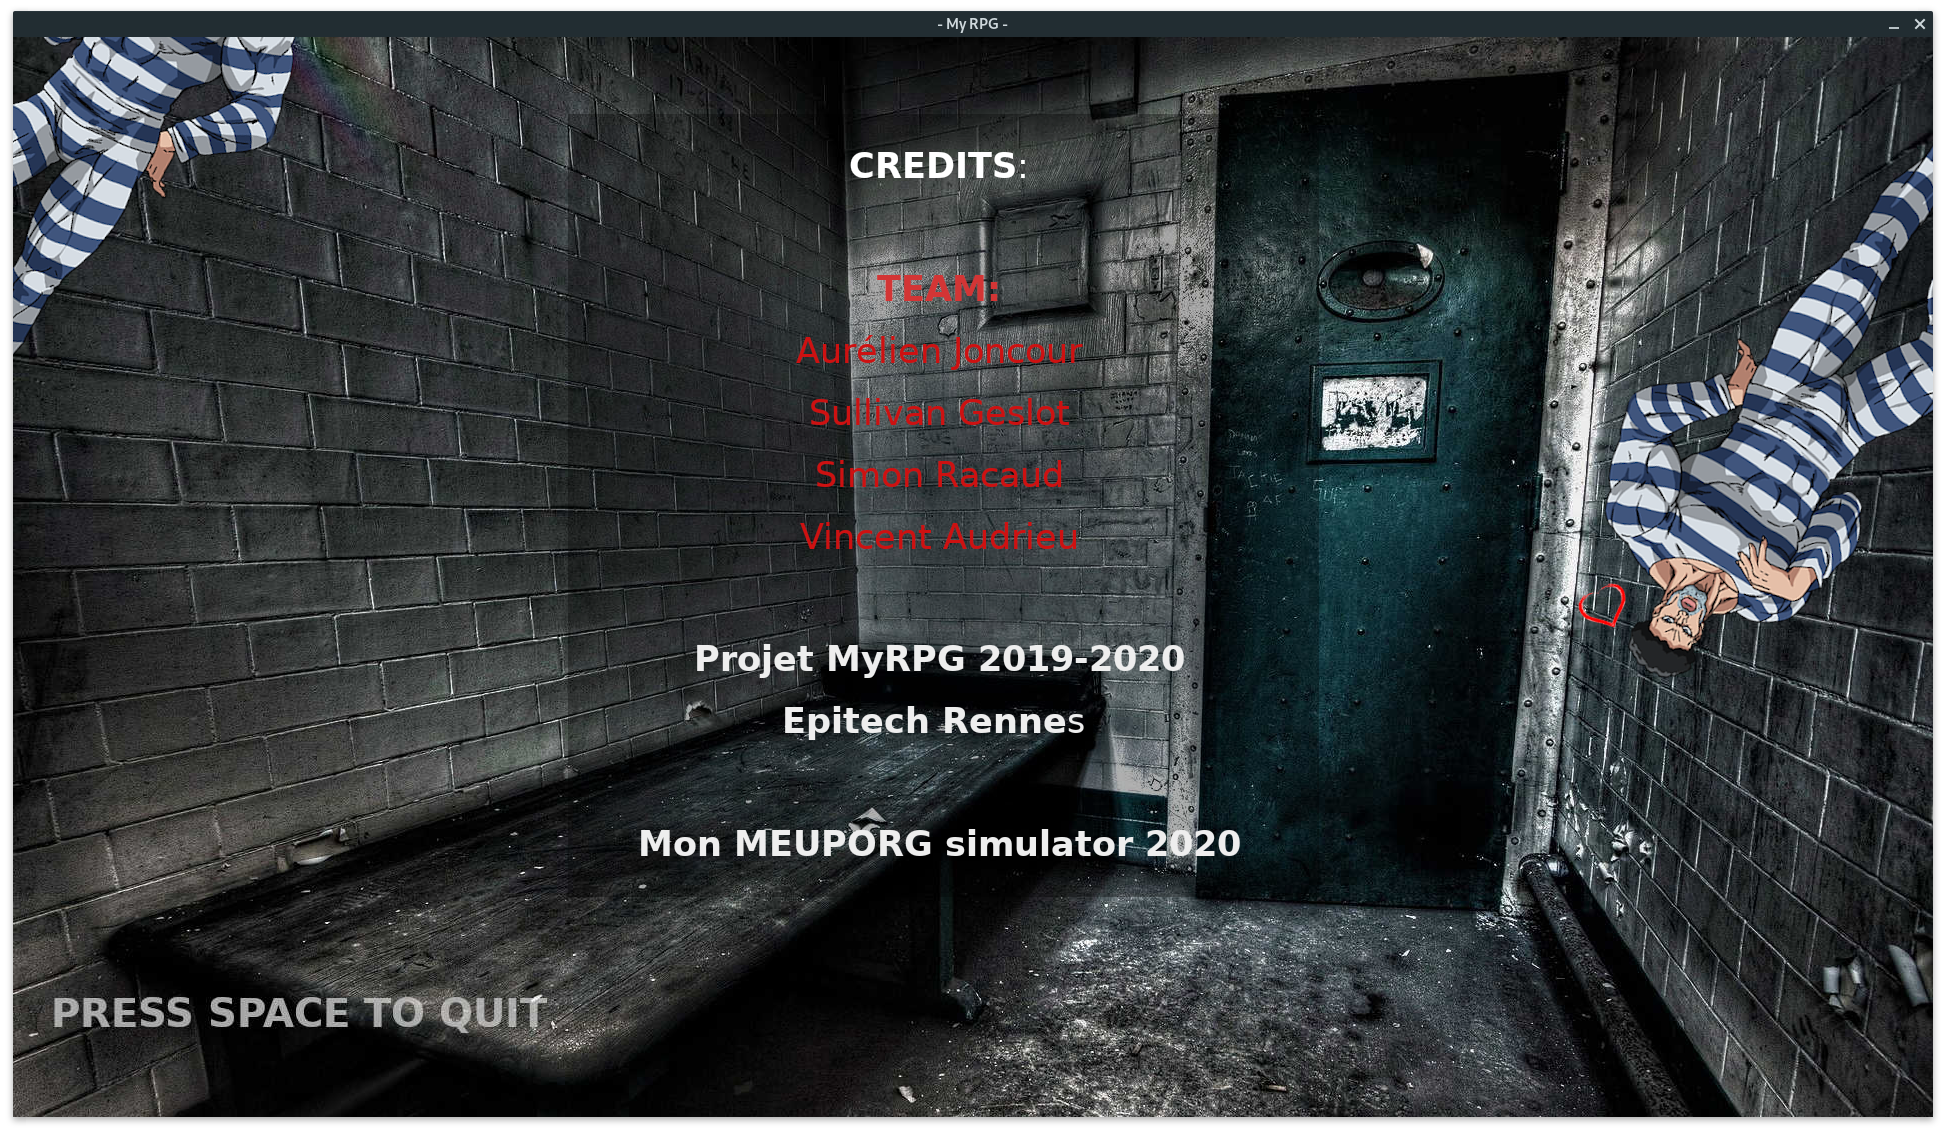 - My RPG -
CREDITS:
TEAM:
Aurélien Joncour
Sullivan Geslot
Simon Racaud
Vincent Audrieu
Projet MyRPG 2019-2020
Epitech Rennes
Mon MEUPORG simulator 2020
PRESS SPACE TO QUIT